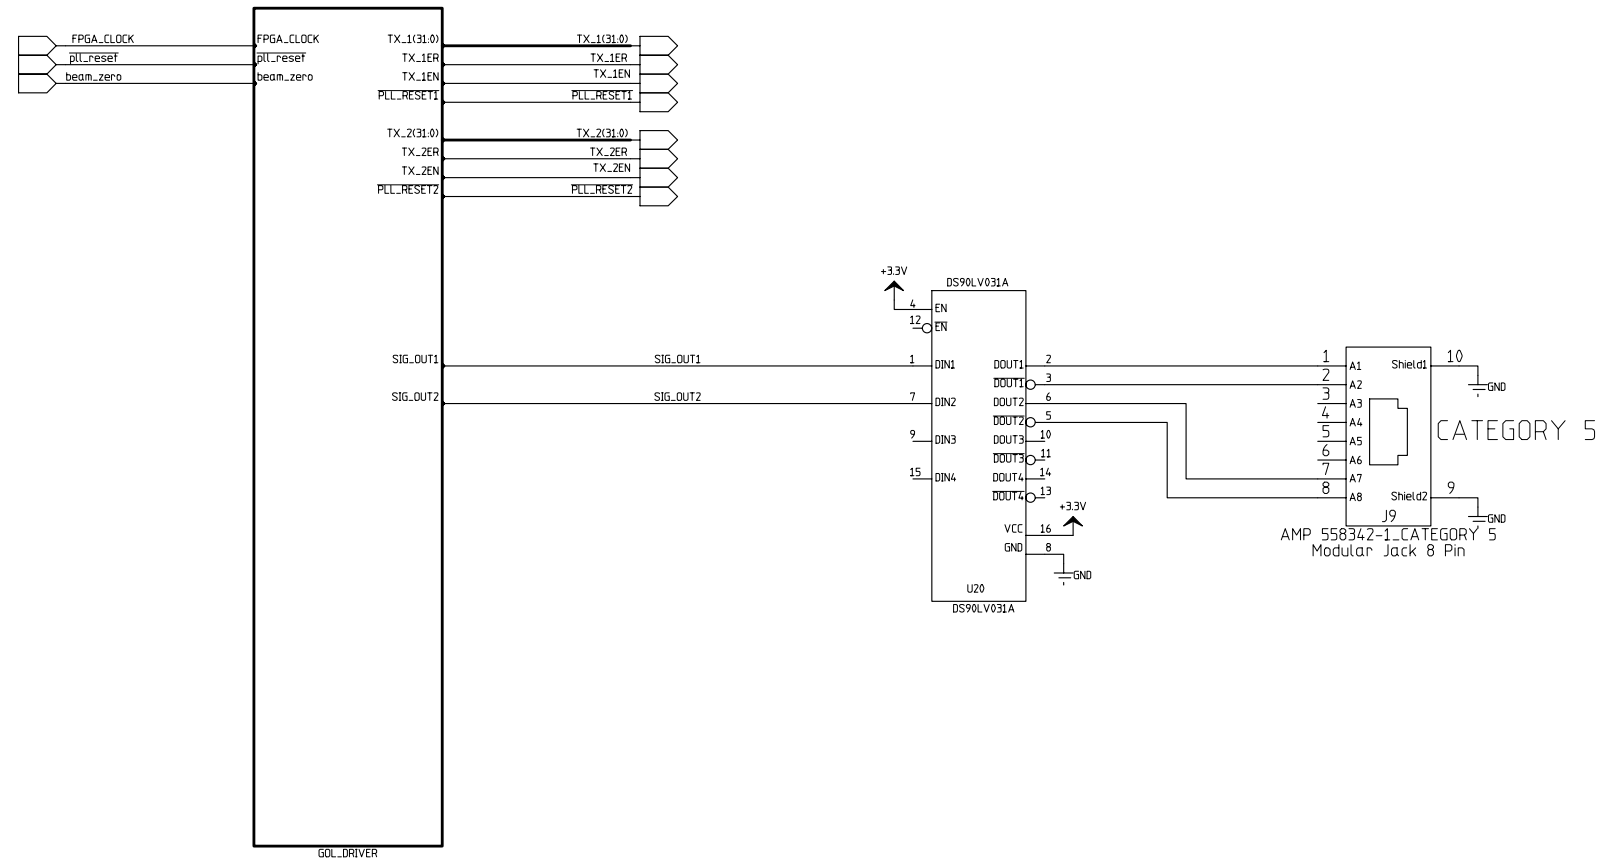 FPGA_CLOCK
pll_reset
beam_zero
FPGA_CLOCK
pll_reset
beam_zero
TX_1(31:0)
TX_1ER
TX_1EN
PLL_RESET1
TX_2(31:0)
TX_2ER
TX_2EN
PLL_RESET2
TX_1(31:0)
TX_1ER
TX_1EN
PLL_RESET1
TX_2(31:0)
TX_2ER
TX_2EN
PLL_RESET2
SIG_OUT1
SIG_OUT2
SIG_OUT1
SIG_OUT2
GOL_DRIVER
+3.3V
DS90LV031A
4 EN
12 EN
1 DIN1
7 DIN2
9 DIN3
15 DIN4
DOUT1 2
DOUT1 3
DOUT2 6
DOUT2 5
DOUT3 10
DOUT3 11
DOUT4 14
DOUT4 13
+3.3V
VCC 16
GND 8
GND
U20
DS90LV031A
1 A1
2 A2
3 A3
4 A4
5 A5
6 A6
7 A7
8 A8
Shield1 10
GND
CATEGORY 5
Shield2 9
GND
J9
AMP 558342-1_CATEGORY 5
Modular Jack 8 Pin